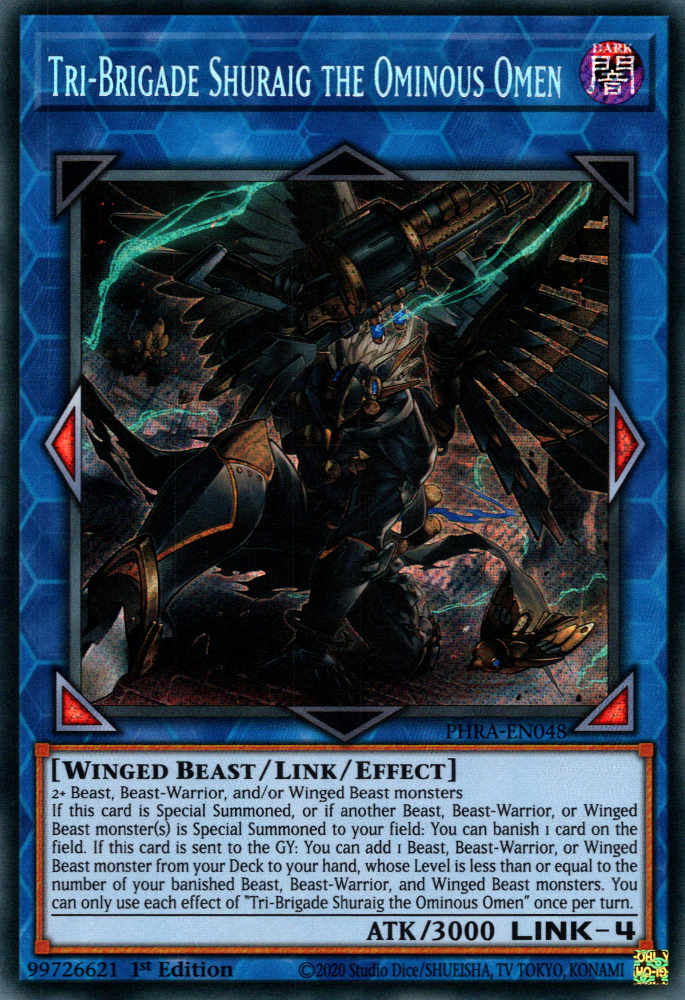 Tri-Brigade Shuraig the Ominous Omen
DARK
闇
PHRA-EN048
[Winged Beast/Link/Effect]
2+ Beast, Beast-Warrior, and/or Winged Beast monsters
If this card is Special Summoned, or if another Beast, Beast-Warrior, or Winged
Beast monster(s) is Special Summoned to your field: You can banish 1 card on the
field. If this card is sent to the GY: You can add 1 Beast, Beast-Warrior, or Winged
Beast monster from your Deck to your hand, whose Level is less than or equal to the
number of your banished Beast, Beast-Warrior, and Winged Beast monsters. You
can only use each effect of "Tri-Brigade Shuraig the Ominous Omen" once per turn.
ATK/3000 LINK-4
99726621 1st Edition ©2020 Studio Dice/SHUEISHA, TV TOKYO, KONAMI